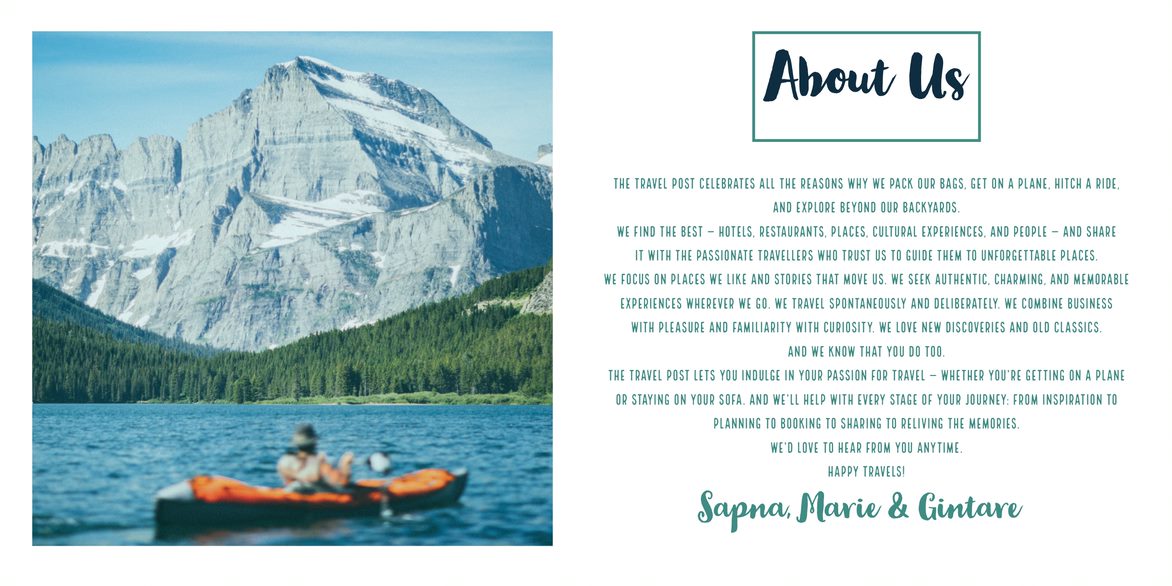 About Us
THE TRAVEL POST CELEBRATES ALL THE REASONS WHY WE PACK OUR BAGS, GET ON A PLANE, HITCH A RIDE,
AND EXPLORE BEYOND OUR BACKYARDS.
WE FIND THE BEST – HOTELS, RESTAURANTS, PLACES, CULTURAL EXPERIENCES, AND PEOPLE – AND SHARE
IT WITH THE PASSIONATE TRAVELLERS WHO TRUST US TO GUIDE THEM TO UNFORGETTABLE PLACES.
WE FOCUS ON PLACES WE LIKE AND STORIES THAT MOVE US. WE SEEK AUTHENTIC, CHARMING, AND MEMORABLE
EXPERIENCES WHEREVER WE GO. WE TRAVEL SPONTANEOUSLY AND DELIBERATELY. WE COMBINE BUSINESS
WITH PLEASURE AND FAMILIARITY WITH CURIOSITY. WE LOVE NEW DISCOVERIES AND OLD CLASSICS.
AND WE KNOW THAT YOU DO TOO.
THE TRAVEL POST LETS YOU INDULGE IN YOUR PASSION FOR TRAVEL – WHETHER YOU'RE GETTING ON A PLANE
OR STAYING ON YOUR SOFA. AND WE'LL HELP WITH EVERY STAGE OF YOUR JOURNEY: FROM INSPIRATION TO
PLANNING TO BOOKING TO SHARING TO RELIVING THE MEMORIES.
WE'D LOVE TO HEAR FROM YOU ANYTIME.
HAPPY TRAVELS!
Sapna, Marie & Gintare